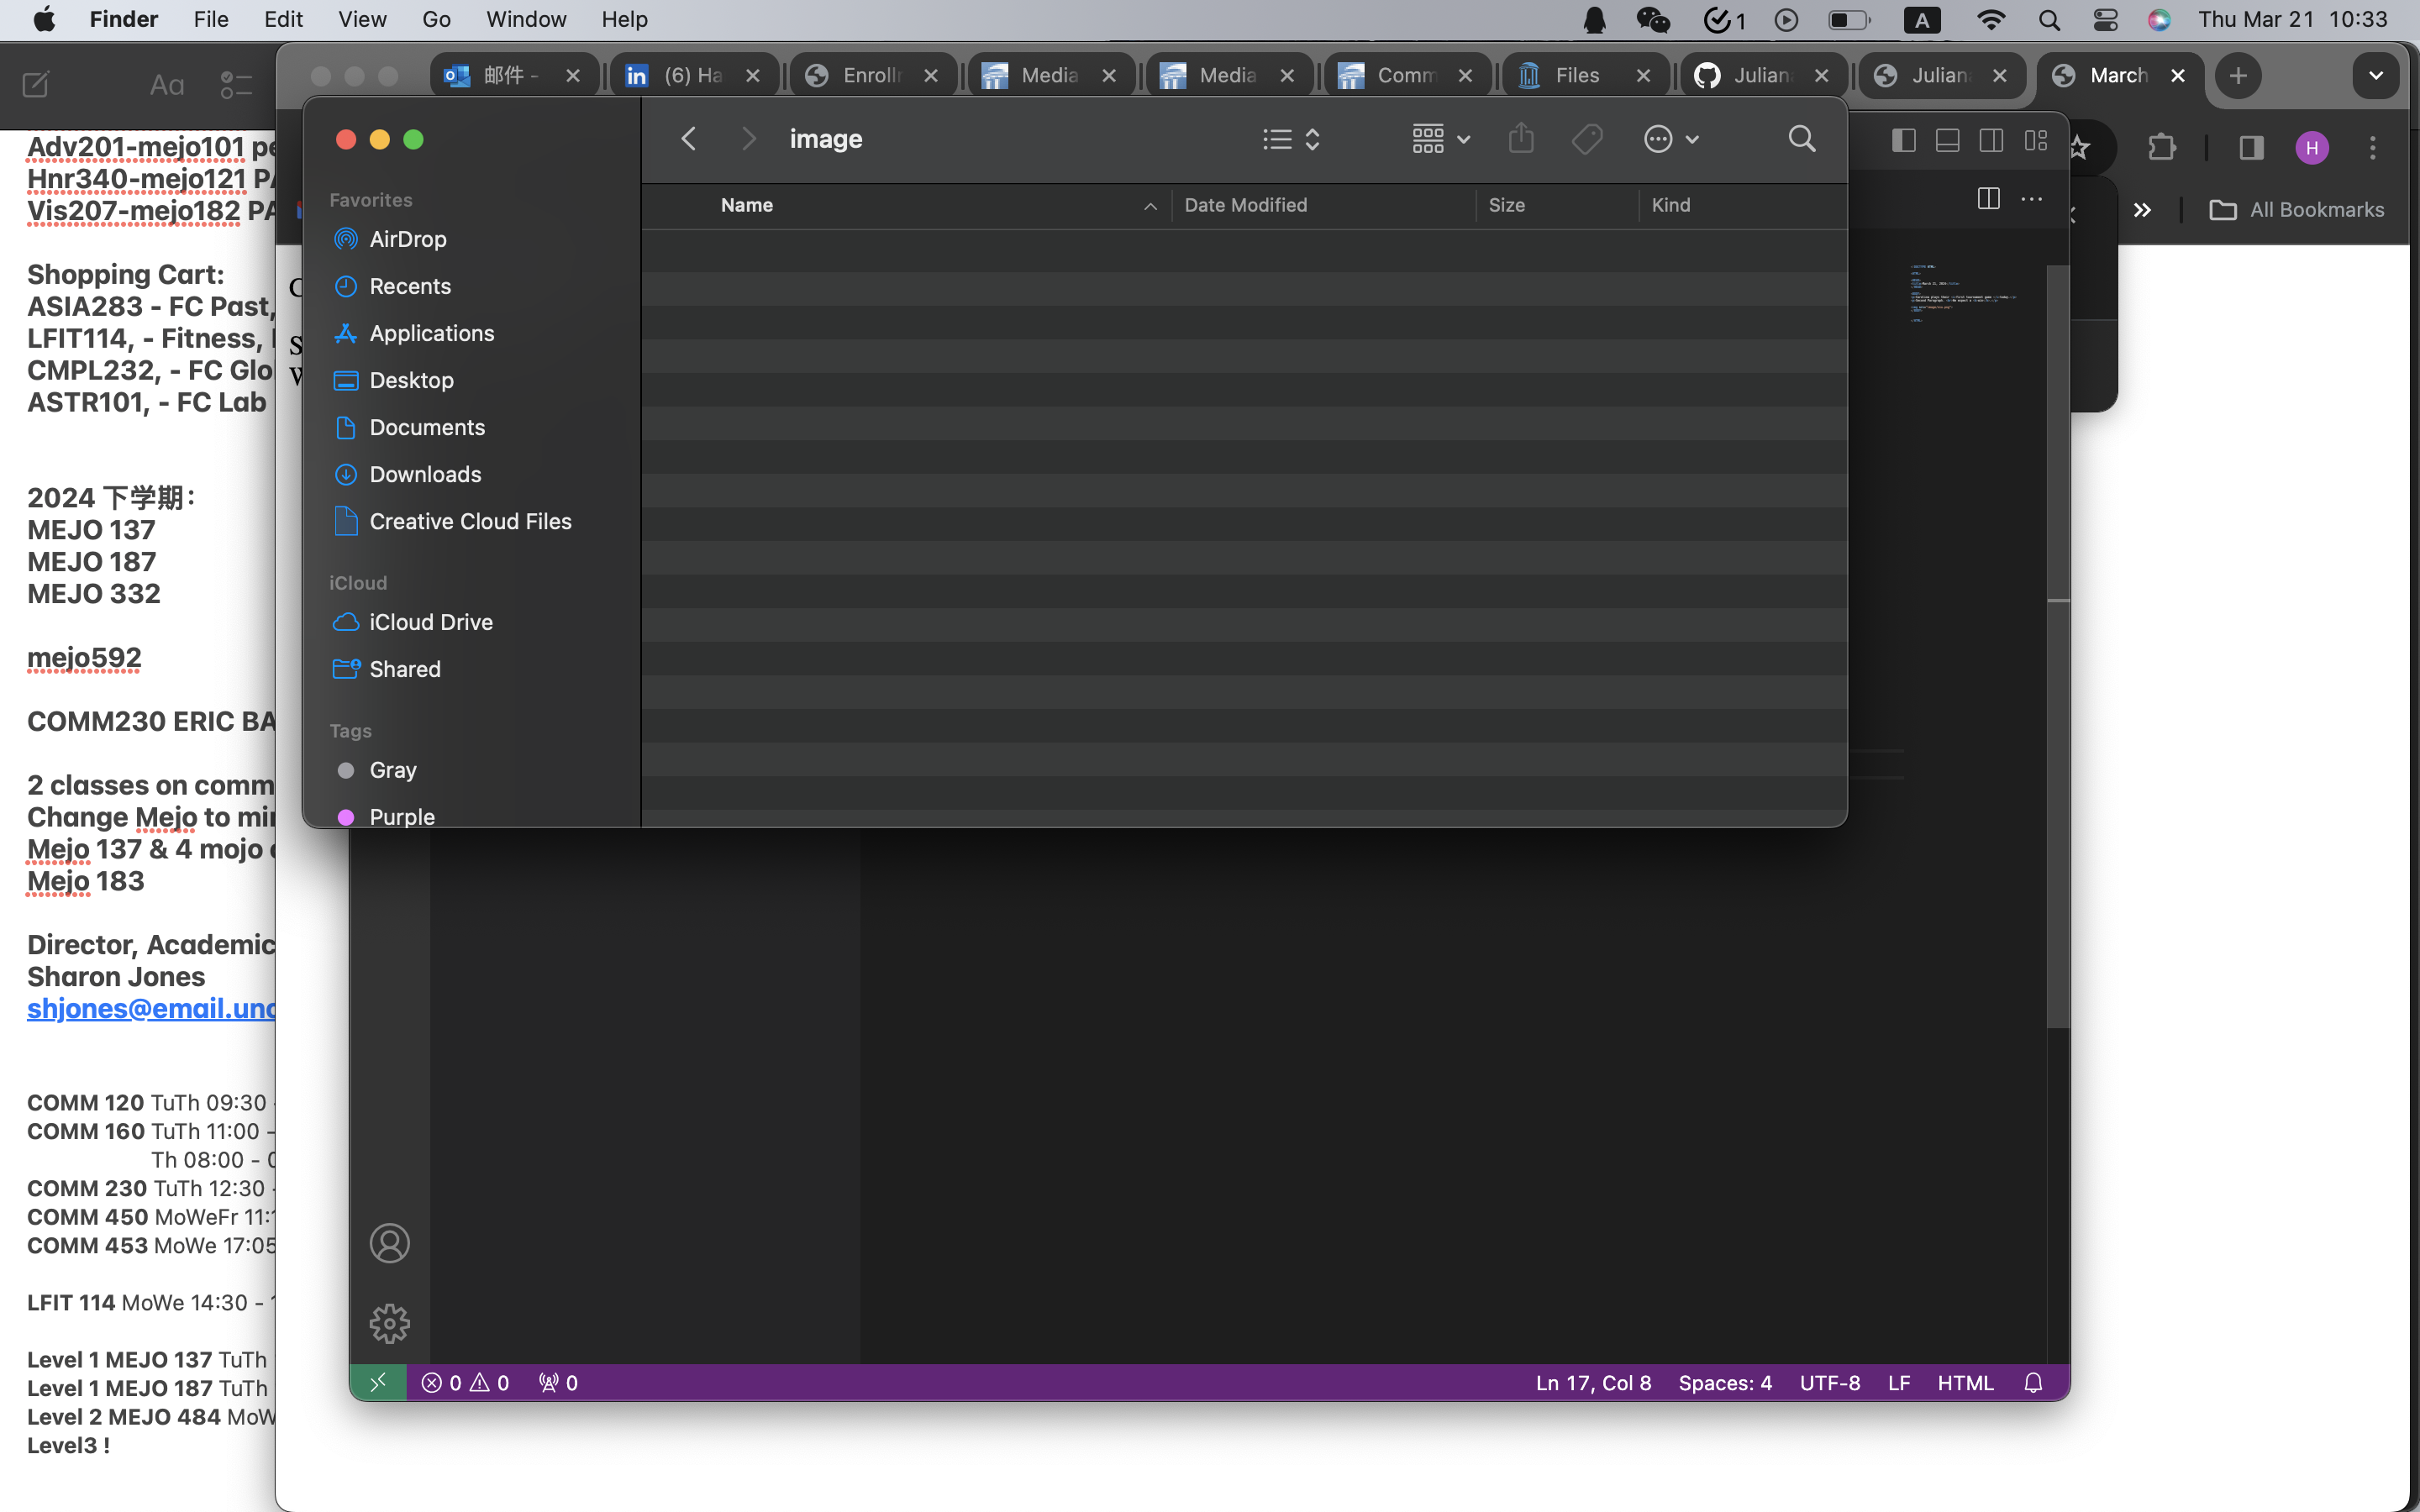 Finder File Edit View Go Window Help
1
A
Thu Mar 21 10:33
邮件 -
(6) Ha
Enrollr
Media
Media
Comm
Files
Julian
Julian
March
Aa
H
All Bookmarks
Adv201-mejo101 pe
Hnr340-mejo121 PA
Vis207-mejo182 PA
Shopping Cart:
ASIA283 - FC Past,
LFIT114, - Fitness,
CMPL232, - FC Glo
ASTR101, - FC Lab
2024 下学期：
MEJO 137
MEJO 187
MEJO 332
mejo592
COMM230 ERIC BA
2 classes on comm
Change Mejo to mi
Mejo 137 & 4 mojo
Mejo 183
Director, Academic
Sharon Jones
shjones@email.unc
COMM 120 TuTh 09:30 -
COMM 160 TuTh 11:00 -
Th 08:00 - 0
COMM 230 TuTh 12:30 -
COMM 450 MoWeFr 11:1
COMM 453 MoWe 17:05
LFIT 114 MoWe 14:30 - 1
Level 1 MEJO 137 TuTh
Level 1 MEJO 187 TuTh
Level 2 MEJO 484 MoW
Level3 !
image
Name Date Modified Size Kind
Favorites
AirDrop
Recents
Applications
Desktop
Documents
Downloads
Creative Cloud Files
iCloud
iCloud Drive
Shared
Tags
Gray
Purple
0 0 0
Ln 17, Col 8 Spaces: 4 UTF-8 LF HTML